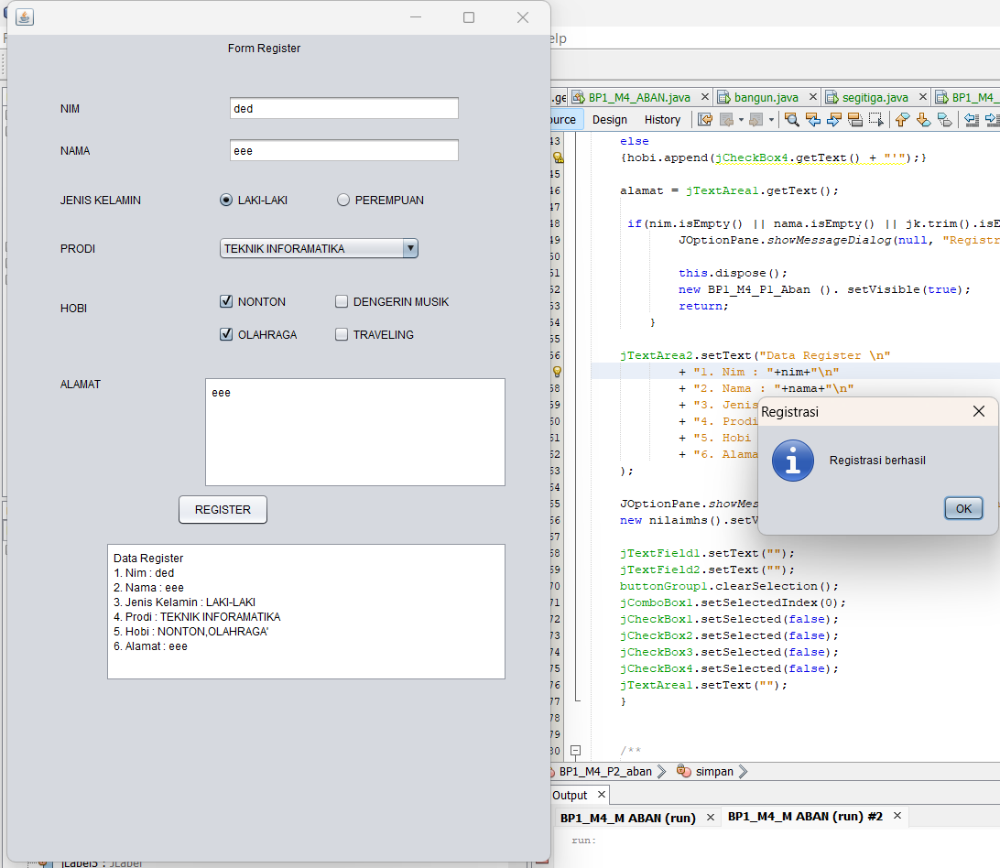 Form Register
NIM
ded
NAMA
eee
JENIS KELAMIN
LAKI-LAKI
PEREMPUAN
PRODI
TEKNIK INFORAMATIKA
HOBI
NONTON
DENGERIN MUSIK
OLAHRAGA
TRAVELING
ALAMAT
eee
REGISTER
Data Register
1. Nim : ded
2. Nama : eee
3. Jenis Kelamin : LAKI-LAKI
4. Prodi : TEKNIK INFORAMATIKA
5. Hobi : NONTON,OLAHRAGA'
6. Alamat : eee
elp
.ge BP1_M4_ABAN.java bangun.java segitiga.java BP1_M4
ource Design History
43 else
{hobi.append(jCheckBox4.getText() + "'");}
45
46 alamat = jTextArea1.getText();
47
48 if(nim.isEmpty() || nama.isEmpty() || jk.trim().isE
49 JOptionPane.showMessageDialog(null, "Registr
50
51 this.dispose();
52 new BP1_M4_P1_Aban (). setVisible(true);
53 return;
54 }
55
56 jTextArea2.setText("Data Register \n"
+ "1. Nim : "+nim+"\n"
58 + "2. Nama : "+nama+"\n"
59 + "3. Jenis
60 + "4. Prodi
61 + "5. Hobi
62 + "6. Alama
63 );
64
65 JOptionPane.showMes
66 new nilaimhs().setV
67
68 jTextField1.setText("");
69 jTextField2.setText("");
70 buttonGroup1.clearSelection();
71 jComboBox1.setSelectedIndex(0);
72 jCheckBox1.setSelected(false);
73 jCheckBox2.setSelected(false);
74 jCheckBox3.setSelected(false);
75 jCheckBox4.setSelected(false);
76 jTextArea1.setText("");
77 }
78
79
80 /**
Registrasi
Registrasi berhasil
OK
BP1_M4_P2_aban simpan
Output
BP1_M4_M ABAN (run) BP1_M4_M ABAN (run) #2
run:
jLabel5 : JLabel